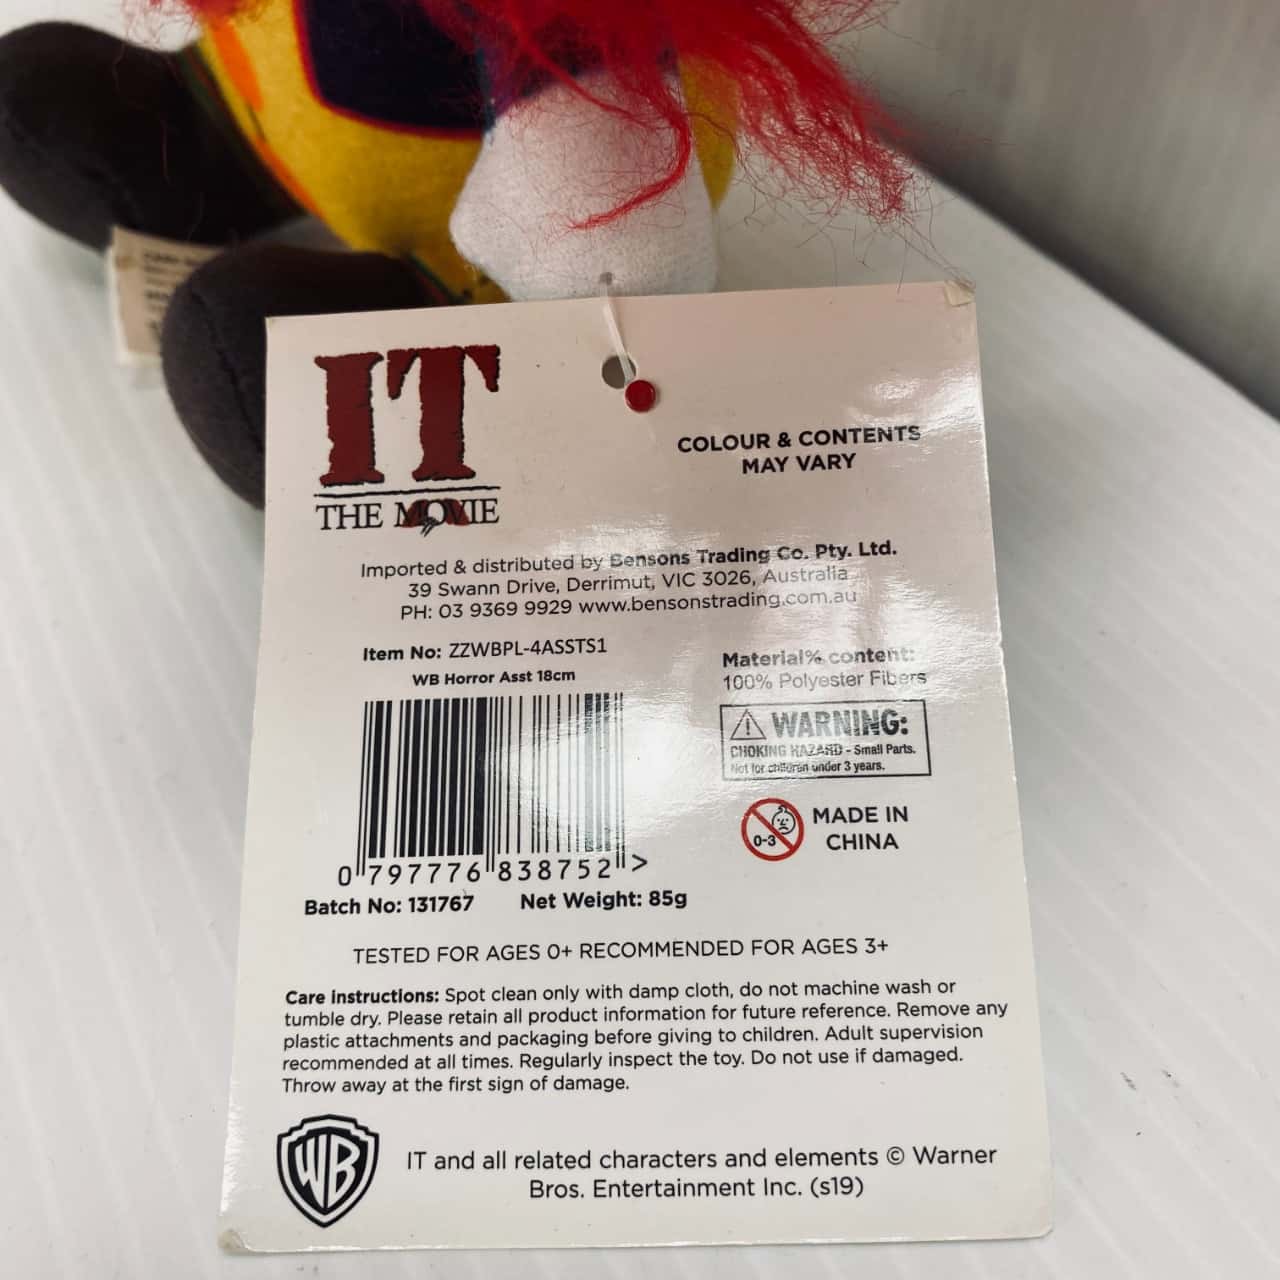 IT
THE MOVIE
COLOUR & CONTENTS
MAY VARY
Imported & distributed by Bensons Trading Co. Pty. Ltd.
39 Swann Drive, Derrimut, VIC 3026, Australia
PH: 03 9369 9929 www.bensonstrading.com.au
Item No: ZZWBPL-4ASSTS1
WB Horror Asst 18cm
0 797776 838752 >
Batch No: 131767 Net Weight: 85g
Material% content:
100% Polyester Fibers
WARNING:
CHOKING HAZARD - Small Parts.
Not for children under 3 years.
0-3
MADE IN
CHINA
TESTED FOR AGES 0+ RECOMMENDED FOR AGES 3+
Care instructions: Spot clean only with damp cloth, do not machine wash or
tumble dry. Please retain all product information for future reference. Remove any
plastic attachments and packaging before giving to children. Adult supervision
recommended at all times. Regularly inspect the toy. Do not use if damaged.
Throw away at the first sign of damage.
WB
IT and all related characters and elements © Warner
Bros. Entertainment Inc. (s19)